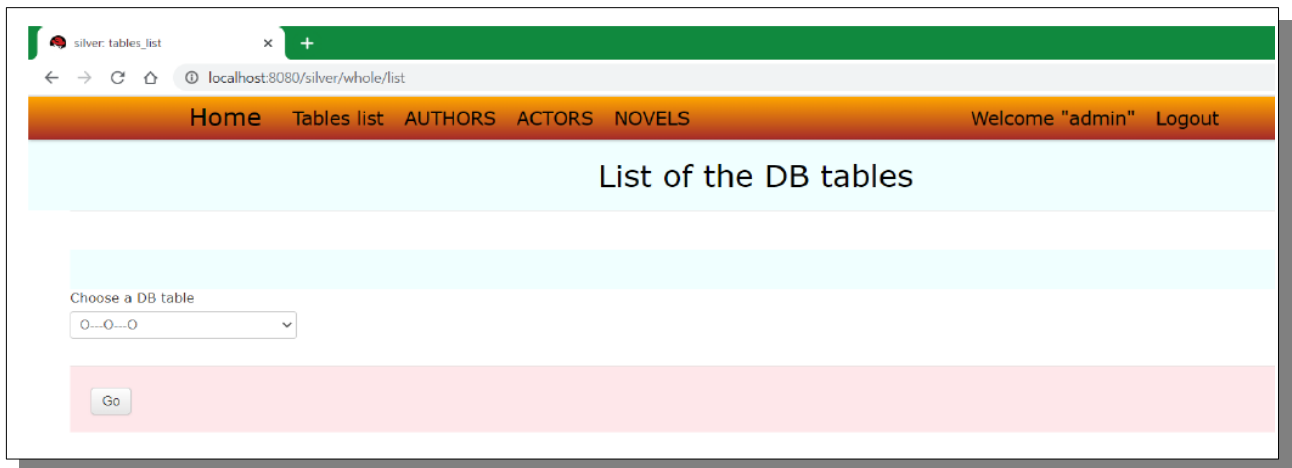 silver: tables_list
localhost:8080/silver/whole/list
Home Tables list AUTHORS ACTORS NOVELS Welcome "admin" Logout
List of the DB tables
Choose a DB table
O---O---O
Go